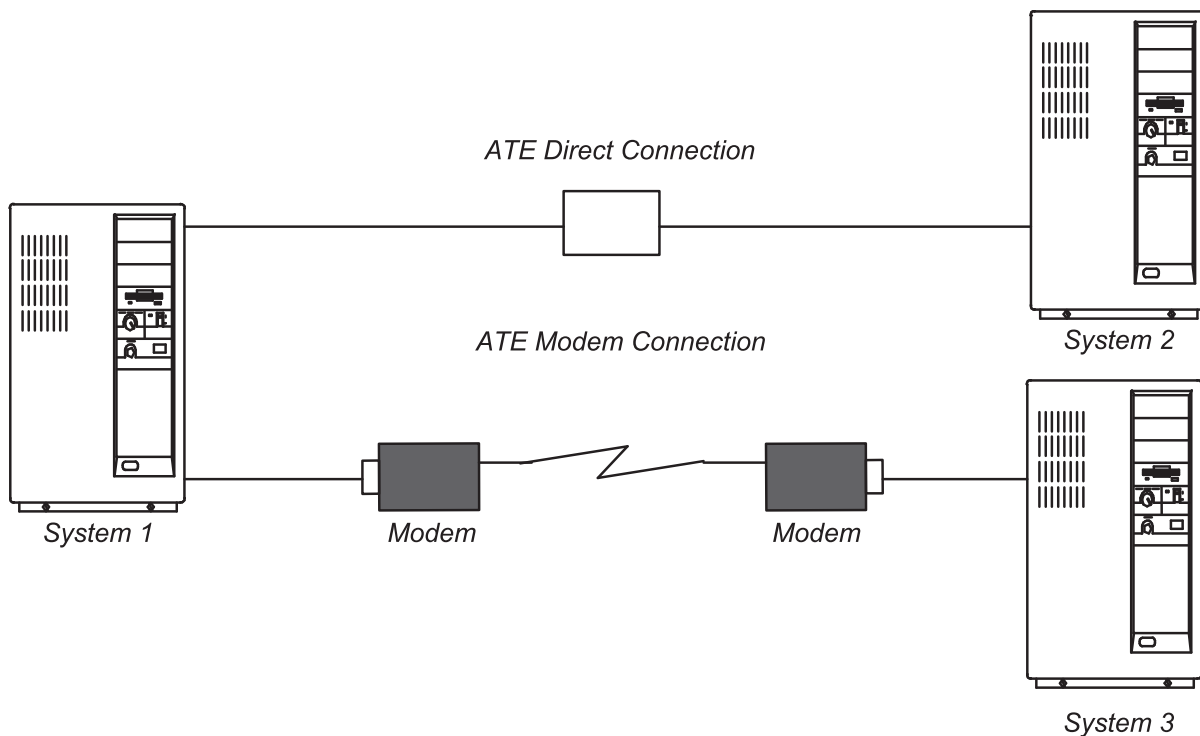 ATE Direct Connection
System 2
ATE Modem Connection
System 1
Modem
Modem
System 3